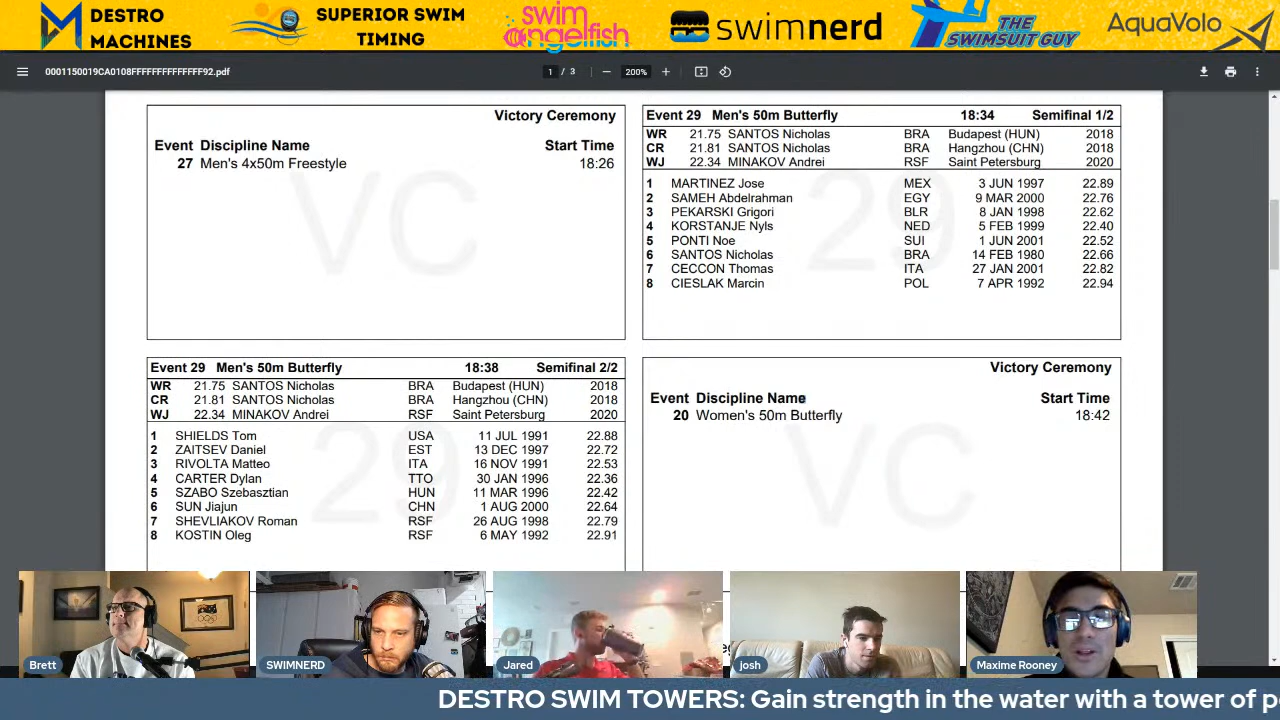 DESTRO
MACHINES
SUPERIOR SWIM
TIMING
swim
angelfish
swimnerd
THE
SWIMSUIT GUY
AquaVolo
0001150019CA0108FFFFFFFFFFFFFF92.pdf
1 / 3
200%
Victory Ceremony
Event Discipline Name Start Time
27 Men's 4x50m Freestyle 18:26
VC
Event 29 Men's 50m Butterfly 18:34 Semifinal 1/2
WR 21.75 SANTOS Nicholas BRA Budapest (HUN) 2018
CR 21.81 SANTOS Nicholas BRA Hangzhou (CHN) 2018
WJ 22.34 MINAKOV Andrei RSF Saint Petersburg 2020
1 MARTINEZ Jose MEX 3 JUN 1997 22.89
2 SAMEH Abdelrahman EGY 9 MAR 2000 22.76
3 PEKARSKI Grigori BLR 8 JAN 1998 22.62
4 KORSTANJE Nyls NED 5 FEB 1999 22.40
5 PONTI Noe SUI 1 JUN 2001 22.52
6 SANTOS Nicholas BRA 14 FEB 1980 22.66
7 CECCON Thomas ITA 27 JAN 2001 22.82
8 CIESLAK Marcin POL 7 APR 1992 22.94
29
Event 29 Men's 50m Butterfly 18:38 Semifinal 2/2
WR 21.75 SANTOS Nicholas BRA Budapest (HUN) 2018
CR 21.81 SANTOS Nicholas BRA Hangzhou (CHN) 2018
WJ 22.34 MINAKOV Andrei RSF Saint Petersburg 2020
1 SHIELDS Tom USA 11 JUL 1991 22.88
2 ZAITSEV Daniel EST 13 DEC 1997 22.72
3 RIVOLTA Matteo ITA 16 NOV 1991 22.53
4 CARTER Dylan TTO 30 JAN 1996 22.36
5 SZABO Szebasztian HUN 11 MAR 1996 22.42
6 SUN Jiajun CHN 1 AUG 2000 22.64
7 SHEVLIAKOV Roman RSF 26 AUG 1998 22.79
8 KOSTIN Oleg RSF 6 MAY 1992 22.91
29
Victory Ceremony
Event Discipline Name Start Time
20 Women's 50m Butterfly 18:42
VC
Brett
SWIMNERD
Jared
josh
Maxime Rooney
DESTRO SWIM TOWERS: Gain strength in the water with a tower of p